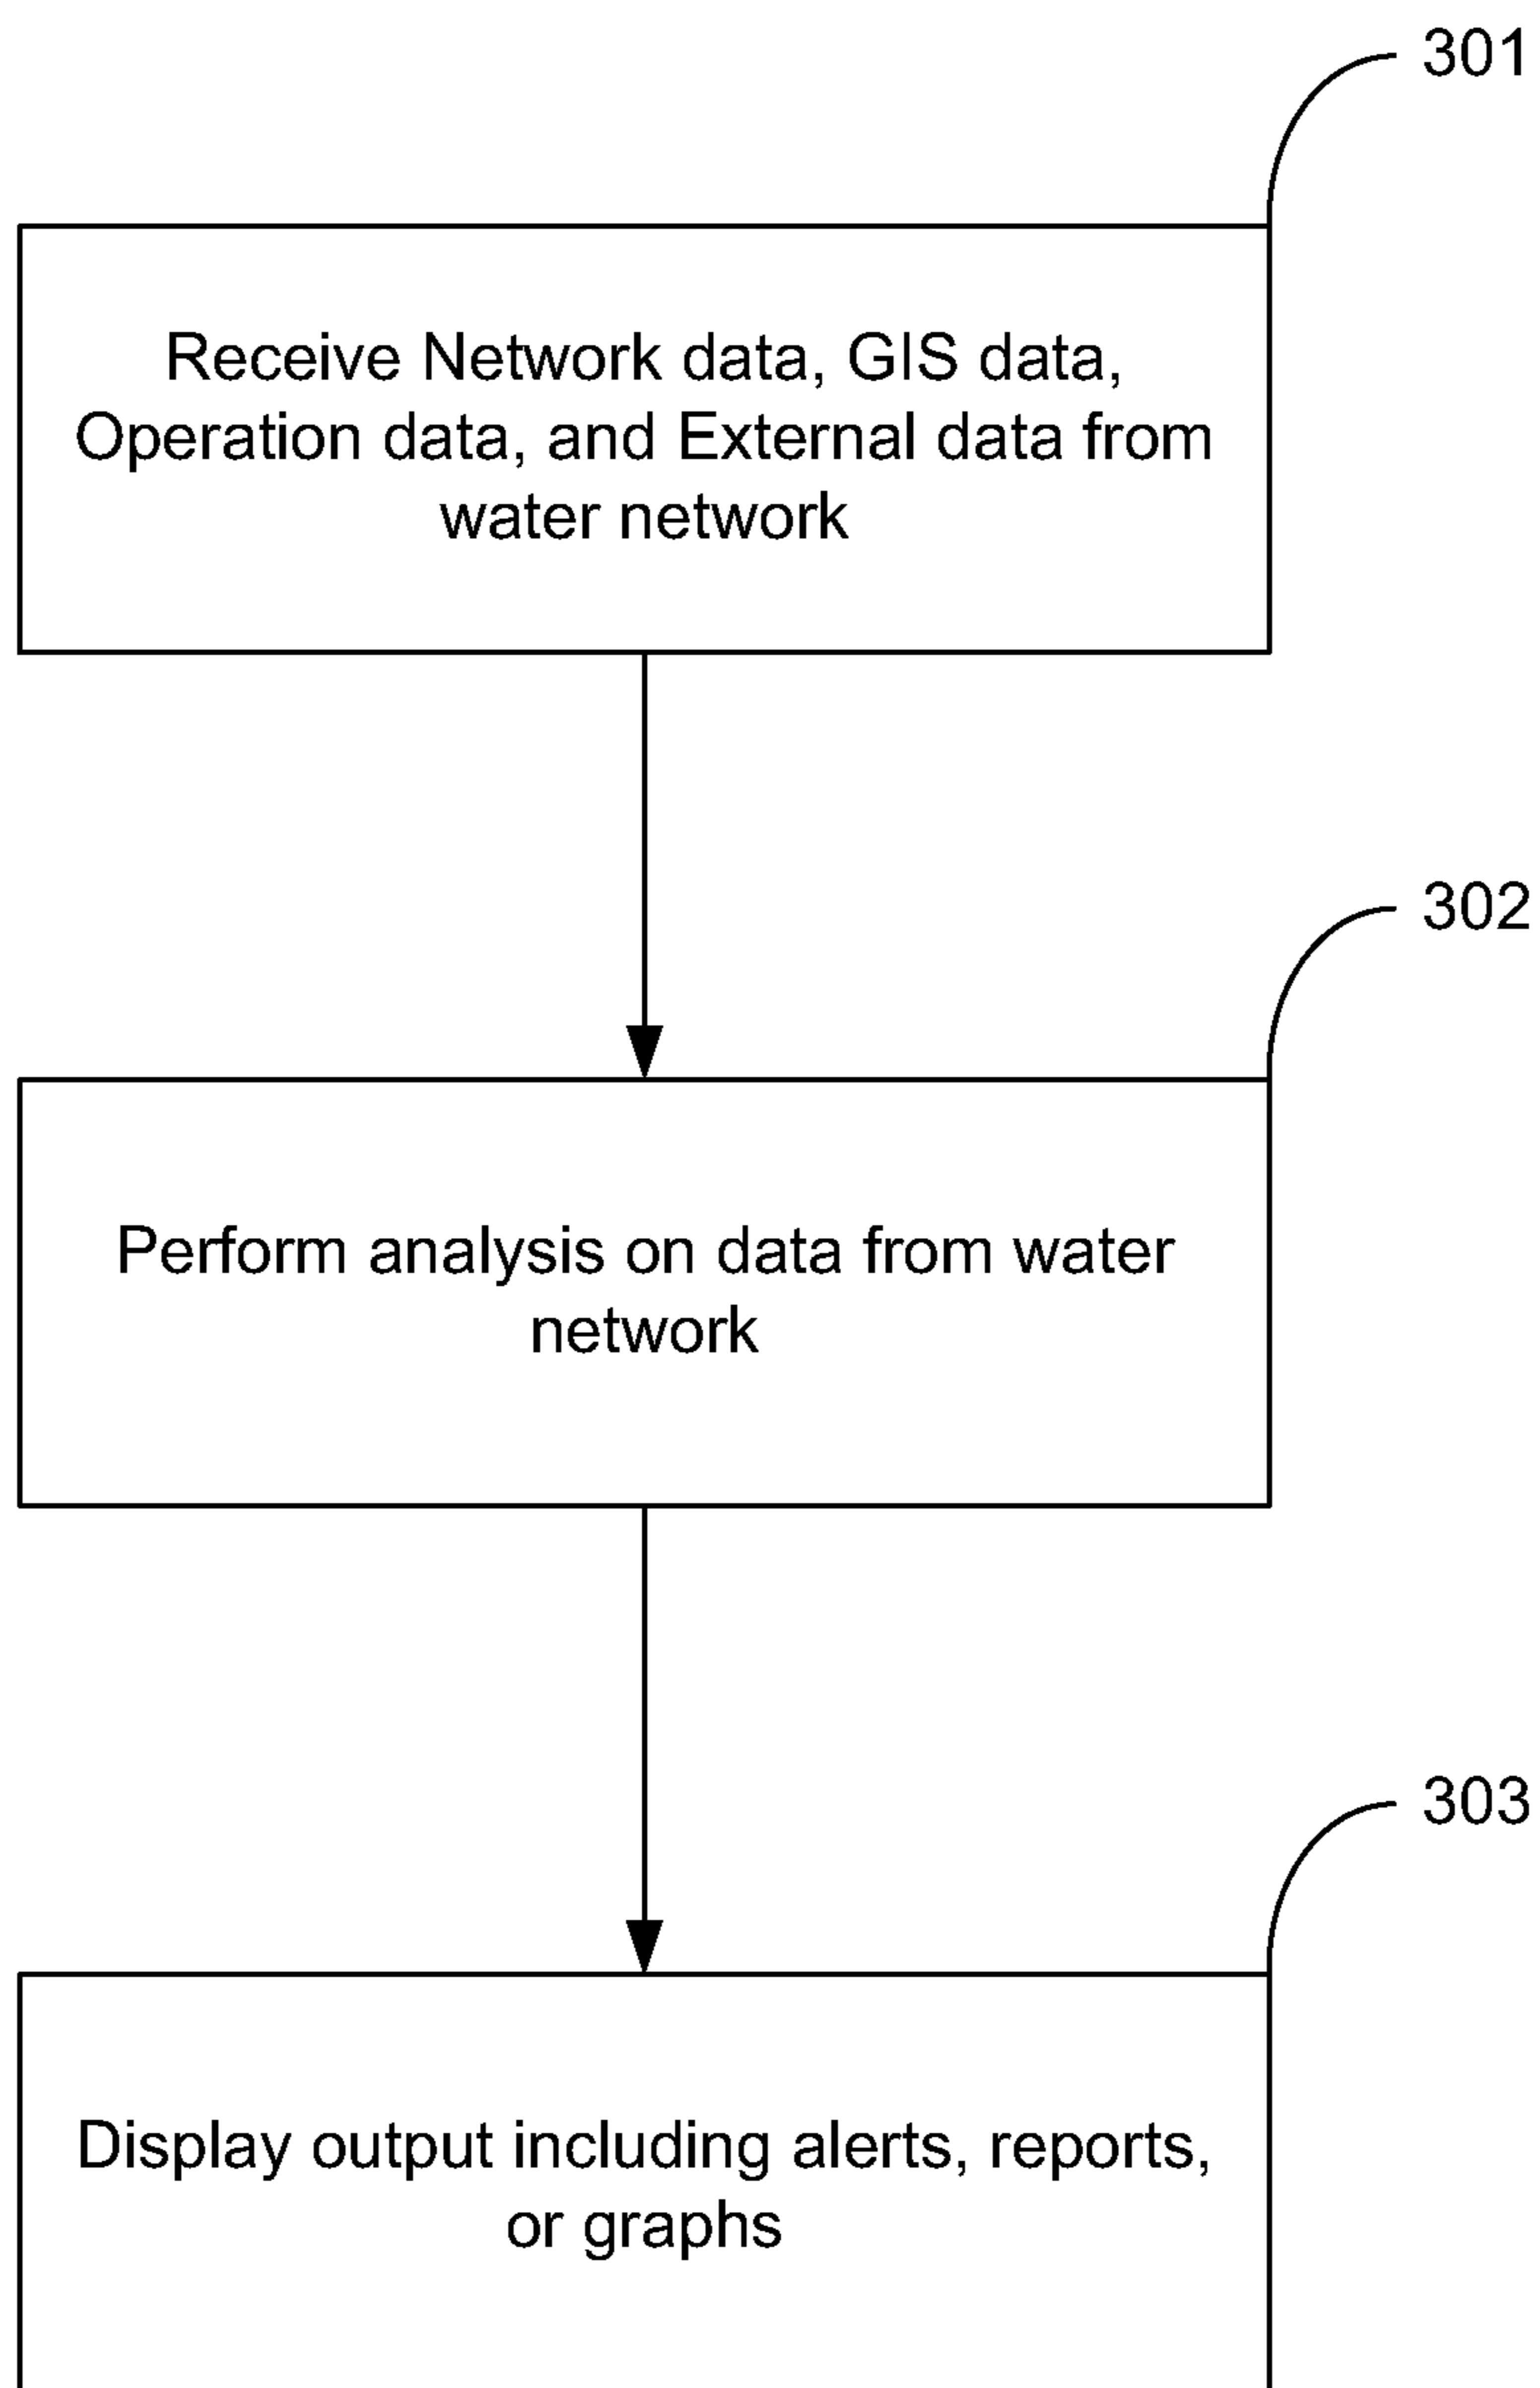 301
Receive Network data, GIS data,
Operation data, and External data from
water network
302
Perform analysis on data from water
network
303
Display output including alerts, reports,
or graphs